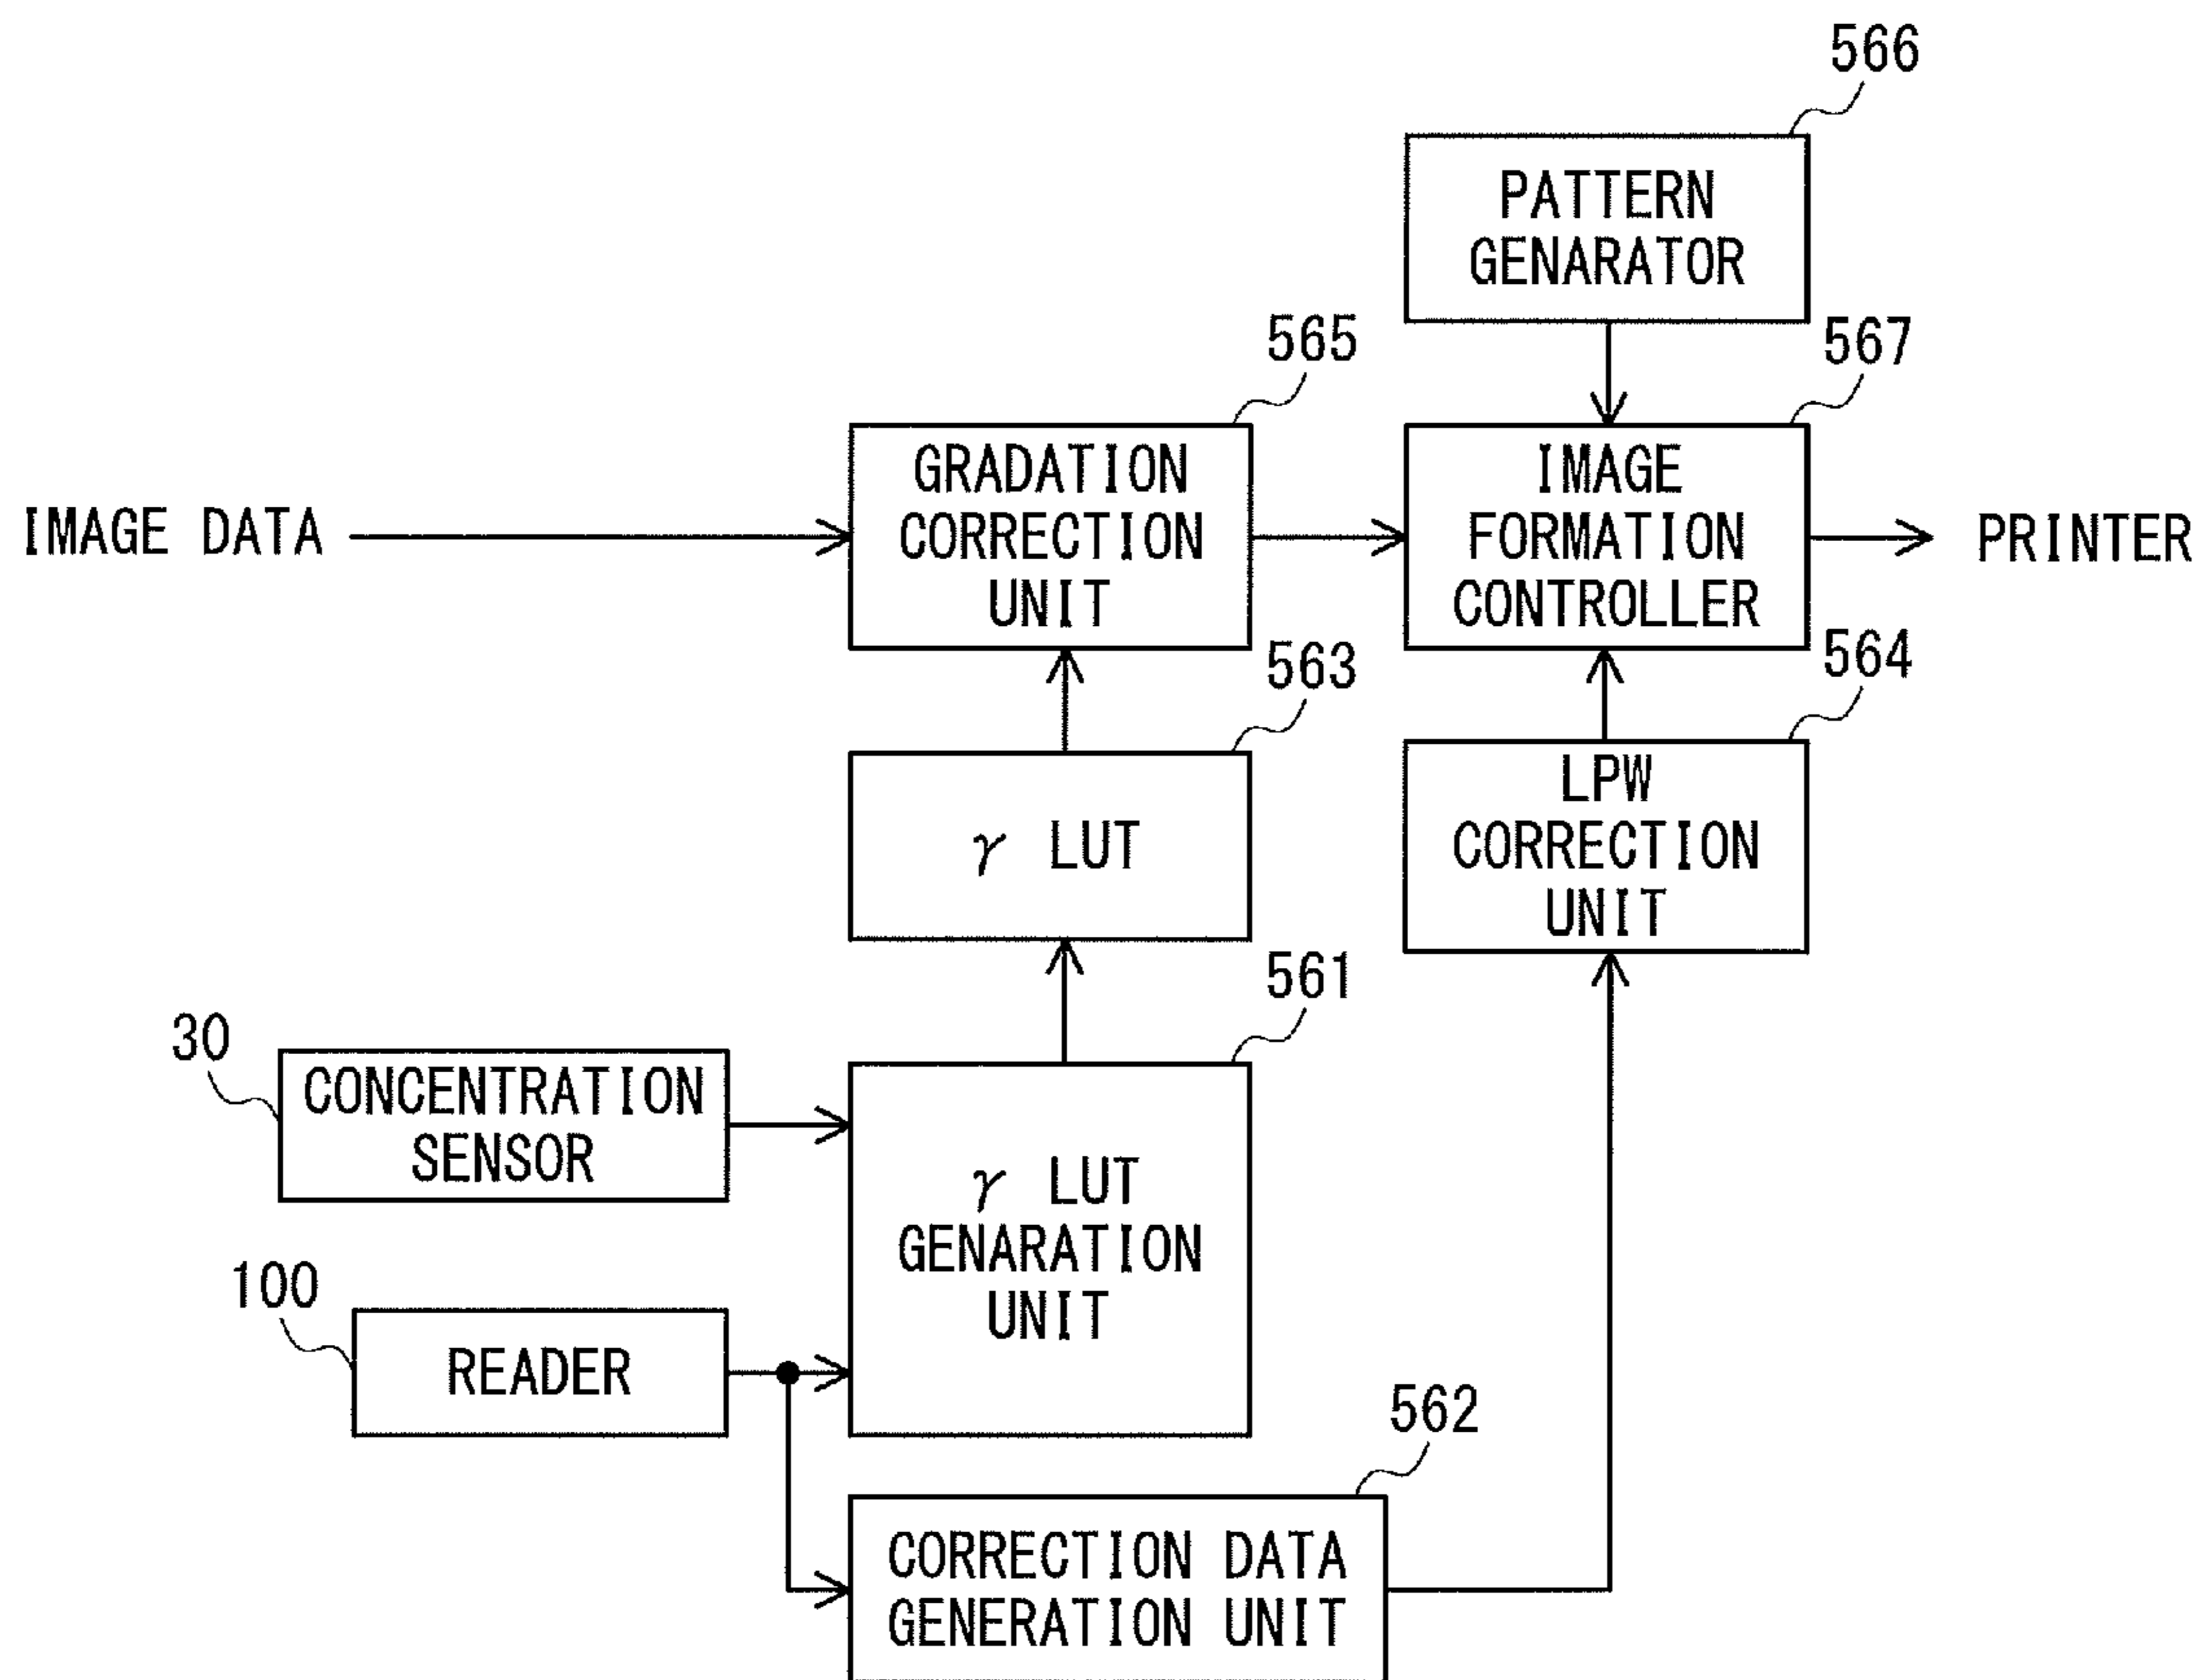 566
PATTERN
GENARATOR
565
567
IMAGE DATA
GRADATION
CORRECTION
UNIT
IMAGE
FORMATION
CONTROLLER
PRINTER
563
564
γ LUT
LPW
CORRECTION
UNIT
561
30
CONCENTRATION
SENSOR
γ LUT
GENARATION
UNIT
100
READER
562
CORRECTION DATA
GENERATION UNIT